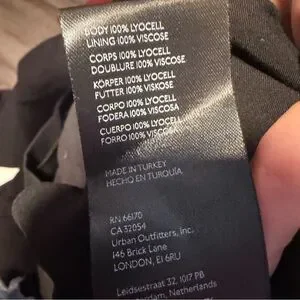 BODY 100% LYOCELL
LINING 100% VISCOSE
CORPS 100% LYOCELL
DOUBLURE 100% VISCOSE
KÖRPER 100% LYOCELL
FUTTER 100% VISKOSE
CORPO 100% LYOCELL
FODERA 100% VISCOSA
CUERPO 100% LYOCELL
FORRO 100% VISCOSA
MADE IN TURKEY
HECHO EN TURQUÍA
RN 66170
CA 32054
Urban Outfitters, Inc.
146 Brick Lane
LONDON, E1 6RU
Leidsestraat 32, 1017 PB
Netherlands